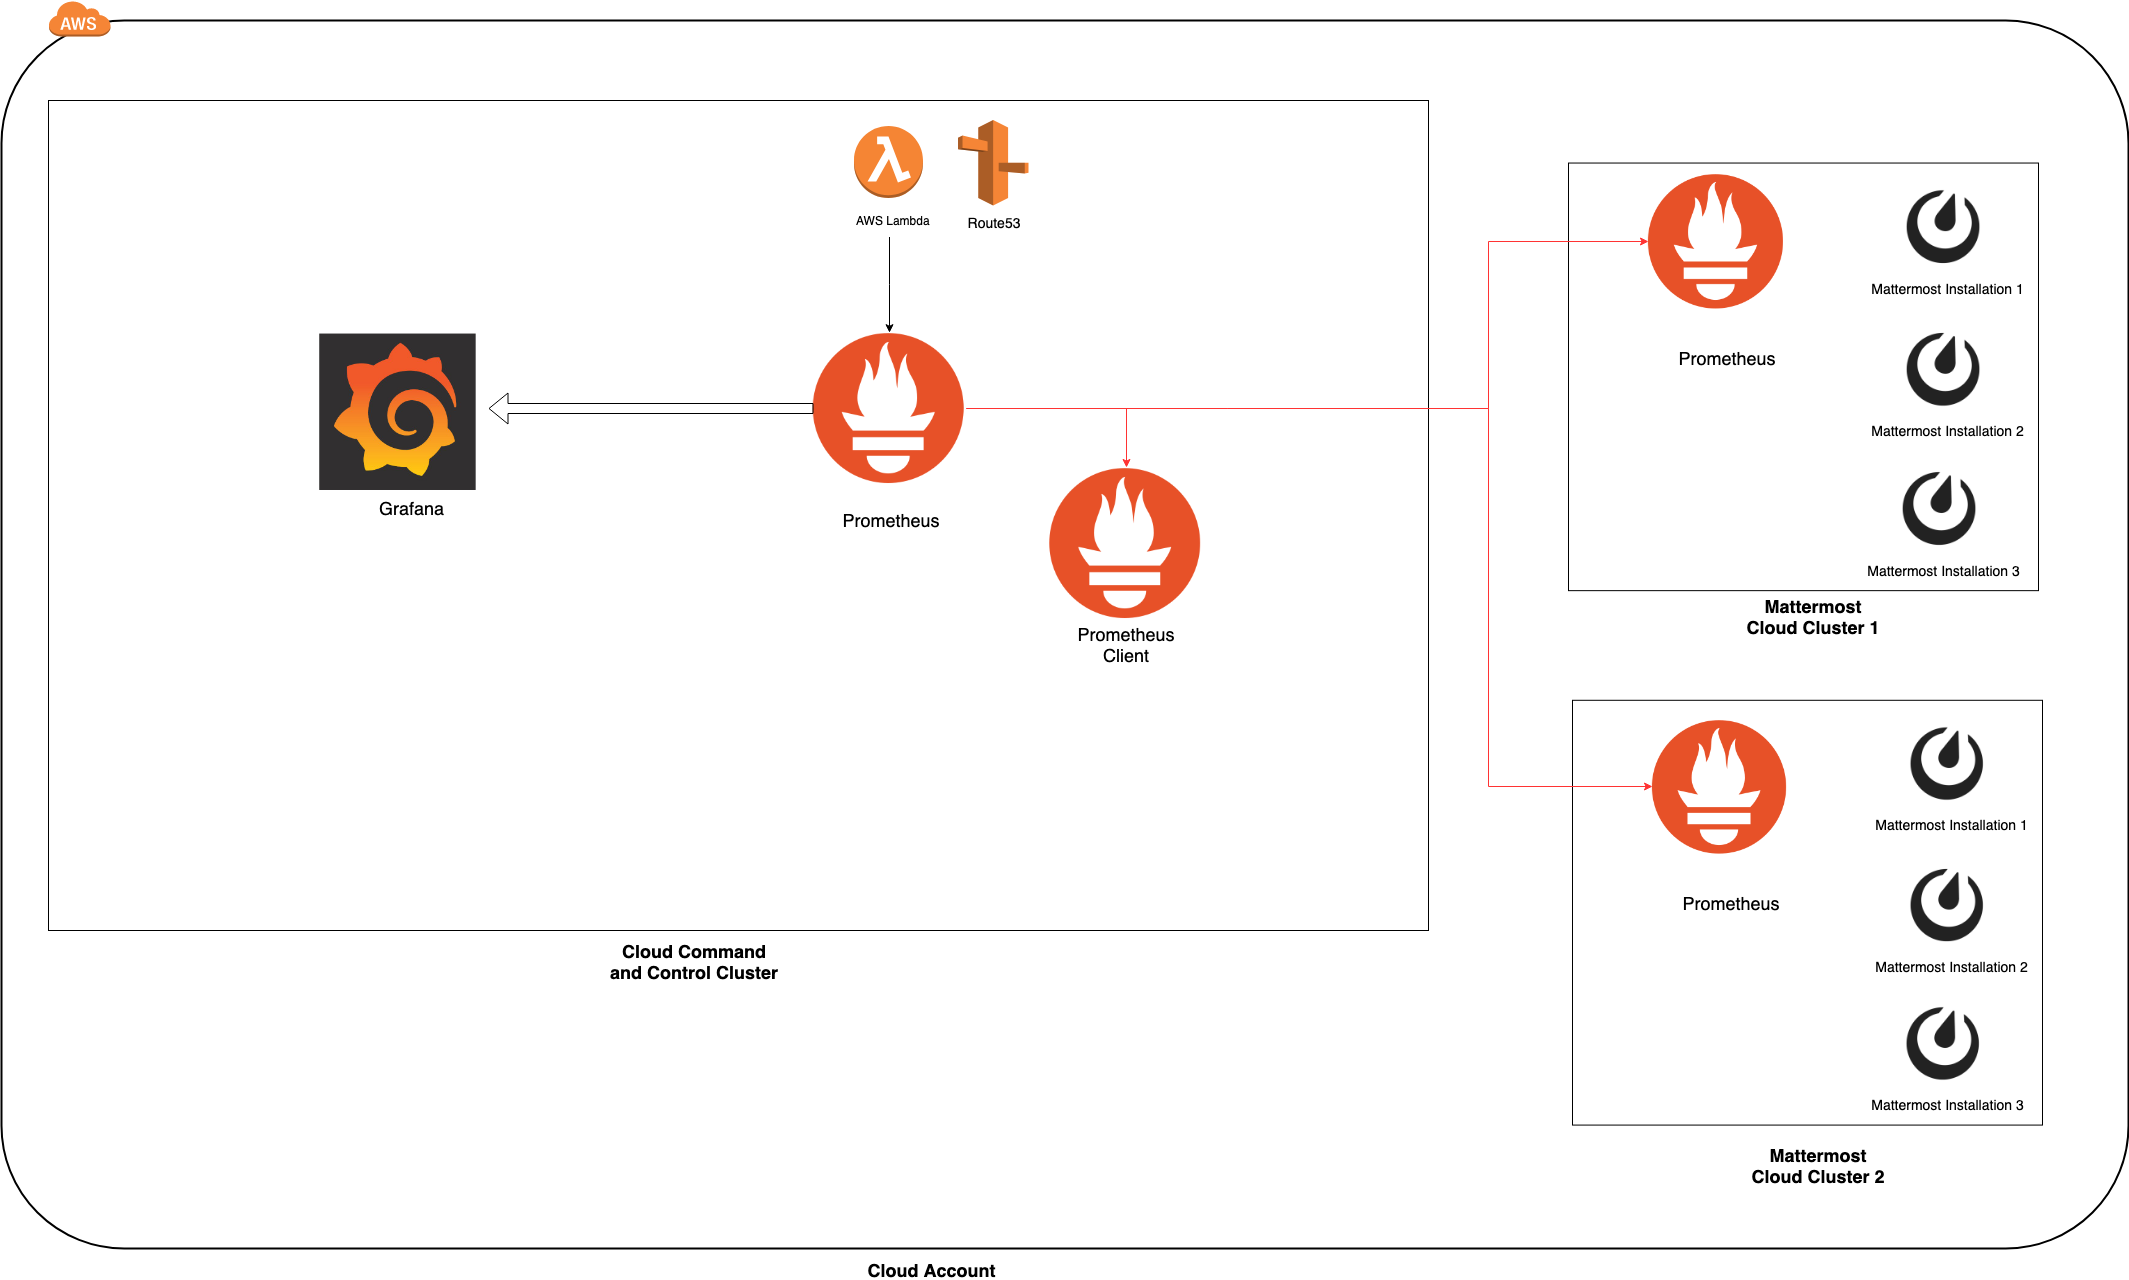 AWS
AWS Lambda
Route53
Grafana
Prometheus
Prometheus
Client
Cloud Command
and Control Cluster
Prometheus
Mattermost Installation 1
Mattermost Installation 2
Mattermost Installation 3
Mattermost
Cloud Cluster 1
Prometheus
Mattermost Installation 1
Mattermost Installation 2
Mattermost Installation 3
Mattermost
Cloud Cluster 2
Cloud Account